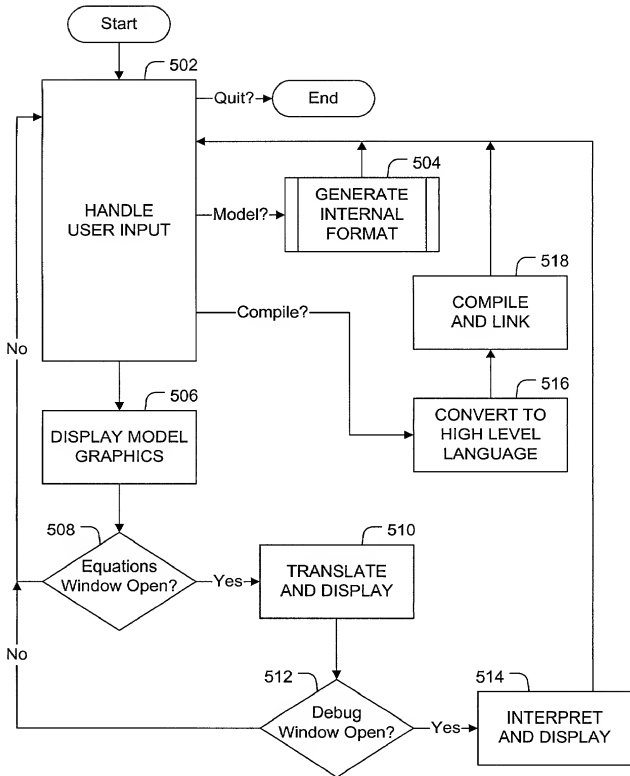 Start
502
Quit?
End
HANDLE
USER INPUT
504
Model?
GENERATE
INTERNAL
FORMAT
518
COMPILE
AND LINK
Compile?
No
506
516
DISPLAY MODEL
GRAPHICS
CONVERT TO
HIGH LEVEL
LANGUAGE
508
510
Equations
Window Open?
Yes
TRANSLATE
AND DISPLAY
No
512
514
Debug
Window Open?
Yes
INTERPRET
AND DISPLAY